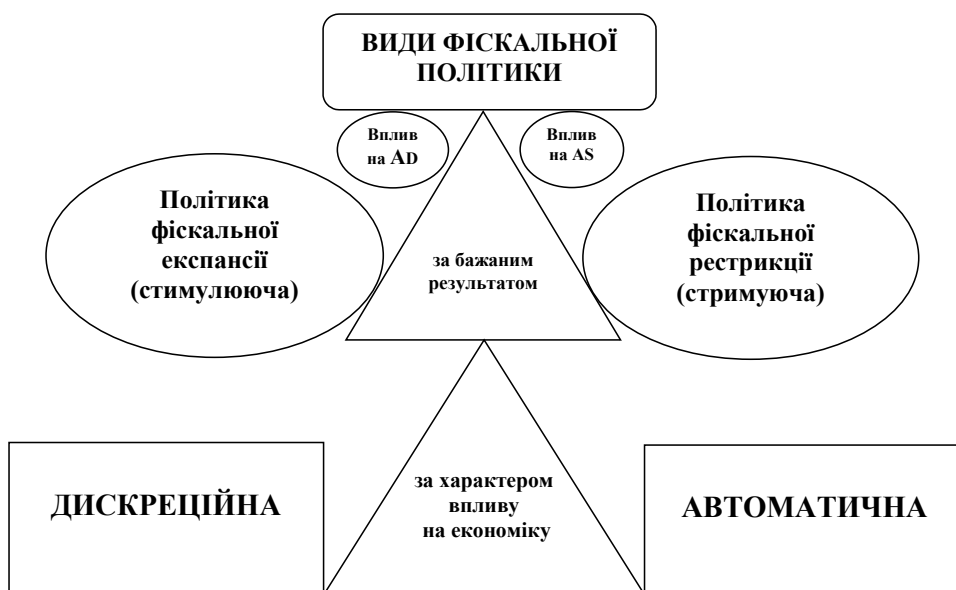 ВИДИ ФІСКАЛЬНОЇ
ПОЛІТИКИ
Вплив
на AD
Вплив
на AS
Політика
фіскальної
експансії
(стимулююча)
за бажаним
результатом
Політика
фіскальної
рестрикції
(стримуюча)
ДИСКРЕЦІЙНА
за характером
впливу
на економіку
АВТОМАТИЧНА